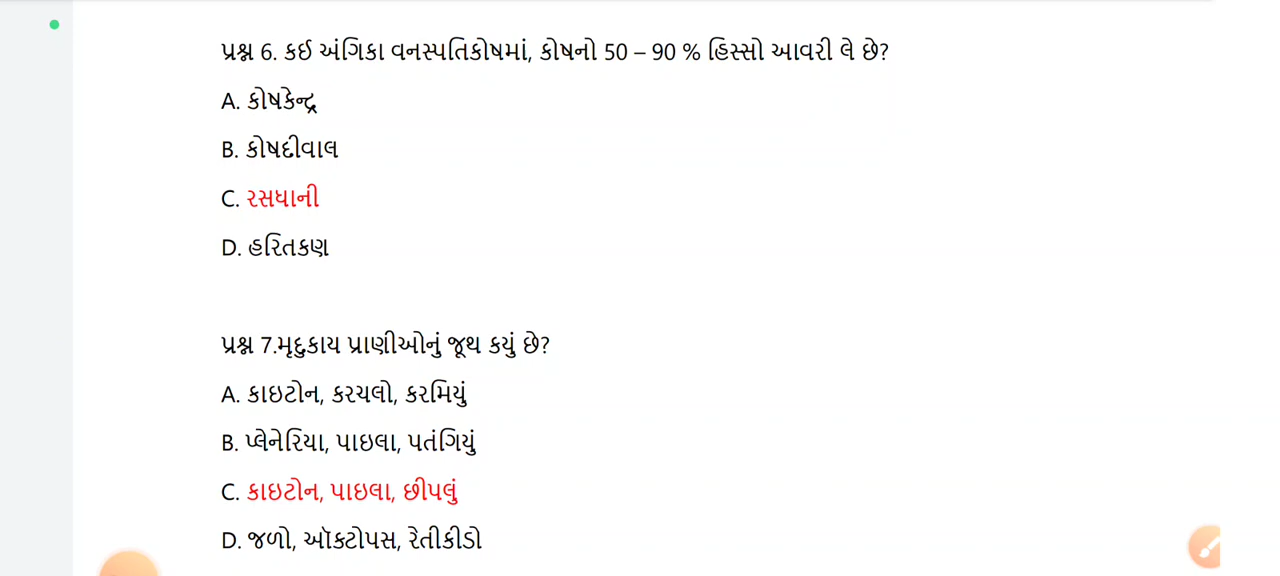 પ્રશ્ન 6. કઈ અંગિકા વનસ્પતિકોષમાં, કોષનો 50 – 90 % હિસ્સો આવરી લે છે?
A. કોષકેન્દ્ર
B. કોષદીવાલ
C. રસધાની
D. હરિતકણ
પ્રશ્ન 7.મૃદુકાય પ્રાણીઓનું જૂથ કયું છે?
A. કાઇટોન, કરચલો, કરમિયું
B. પ્લેનેરિયા, પાઇલા, પતંગિયું
C. કાઇટોન, પાઇલા, છીપલું
D. જળો, ઑક્ટોપસ, રેતીકીડો